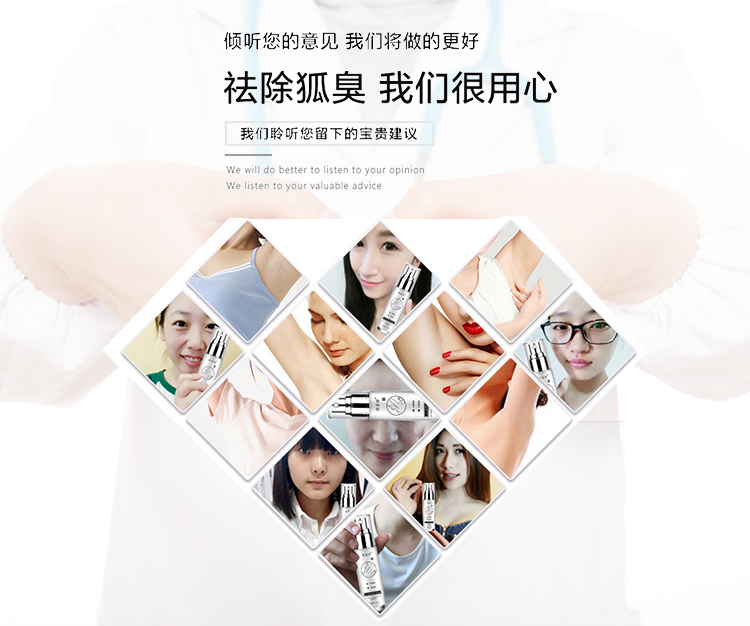 倾听您的意见 我们将做的更好
祛除狐臭 我们很用心
我们聆听您留下的宝贵建议
We will do better to listen to your opinion
We listen to your valuable advice